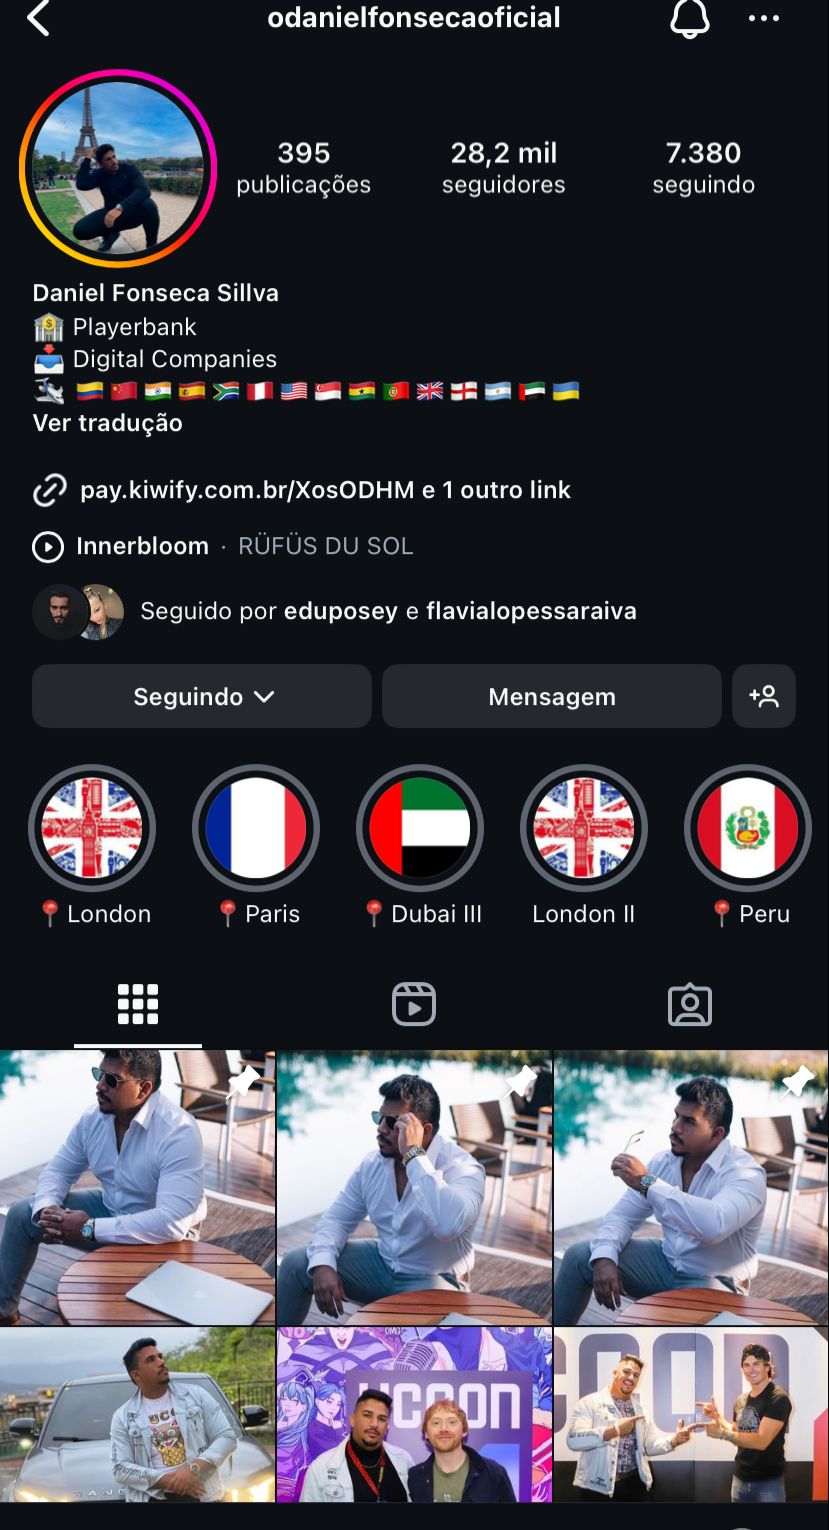 odanielfonsecaoficial
395
publicações
28,2 mil
seguidores
7.380
seguindo
Daniel Fonseca Sillva
Playerbank
Digital Companies
Ver tradução
pay.kiwify.com.br/XosODHM e 1 outro link
Innerbloom · RÜFÜS DU SOL
Seguido por eduposey e flavialopessaraiva
Seguindo
Mensagem
London
Paris
Dubai III
London II
Peru
OMG
UCCON